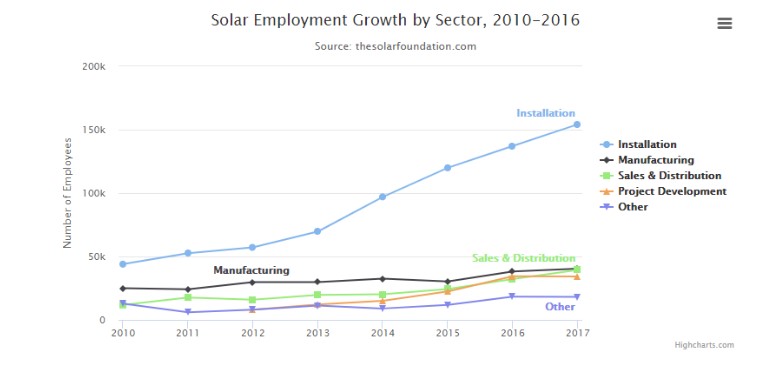 Solar Employment Growth by Sector, 2010-2016
Source: thesolarfoundation.com
Number of Employees
200k
150k
100k
50k
0
Installation
Manufacturing
Sales & Distribution
Other
2010 2011 2012 2013 2014 2015 2016 2017
Installation
Manufacturing
Sales & Distribution
Project Development
Other
Highcharts.com